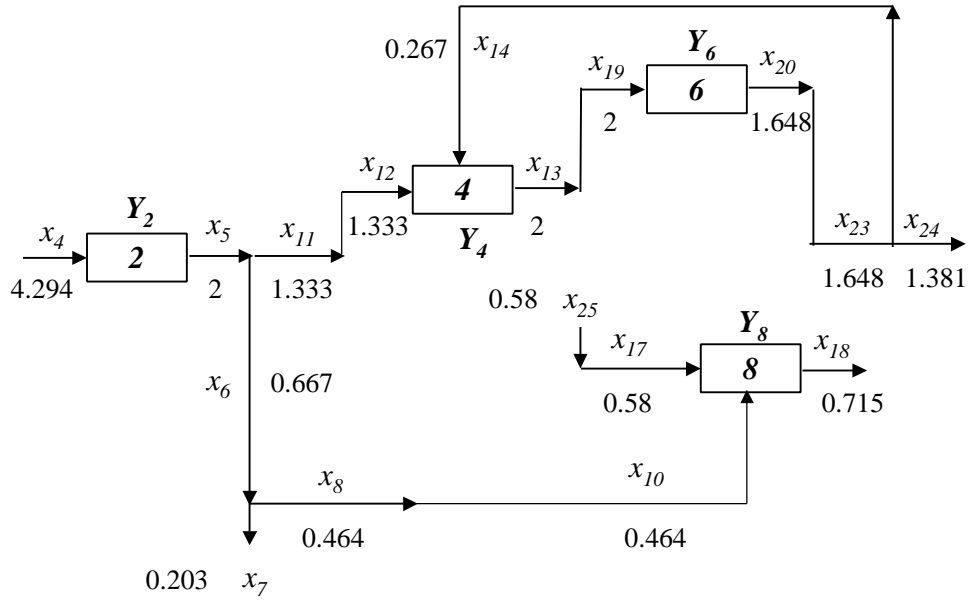 0.267 x14
Y6
x19 6 x20
2 1.648
x12 4 x13
1.333 Y4 2
Y2
x4 2 x5 x11
4.294 2 1.333
x23 x24
1.648 1.381
0.58 x25
Y8
x17 8 x18
0.58 0.715
x6 0.667
x8 x10
0.464 0.464
0.203 x7